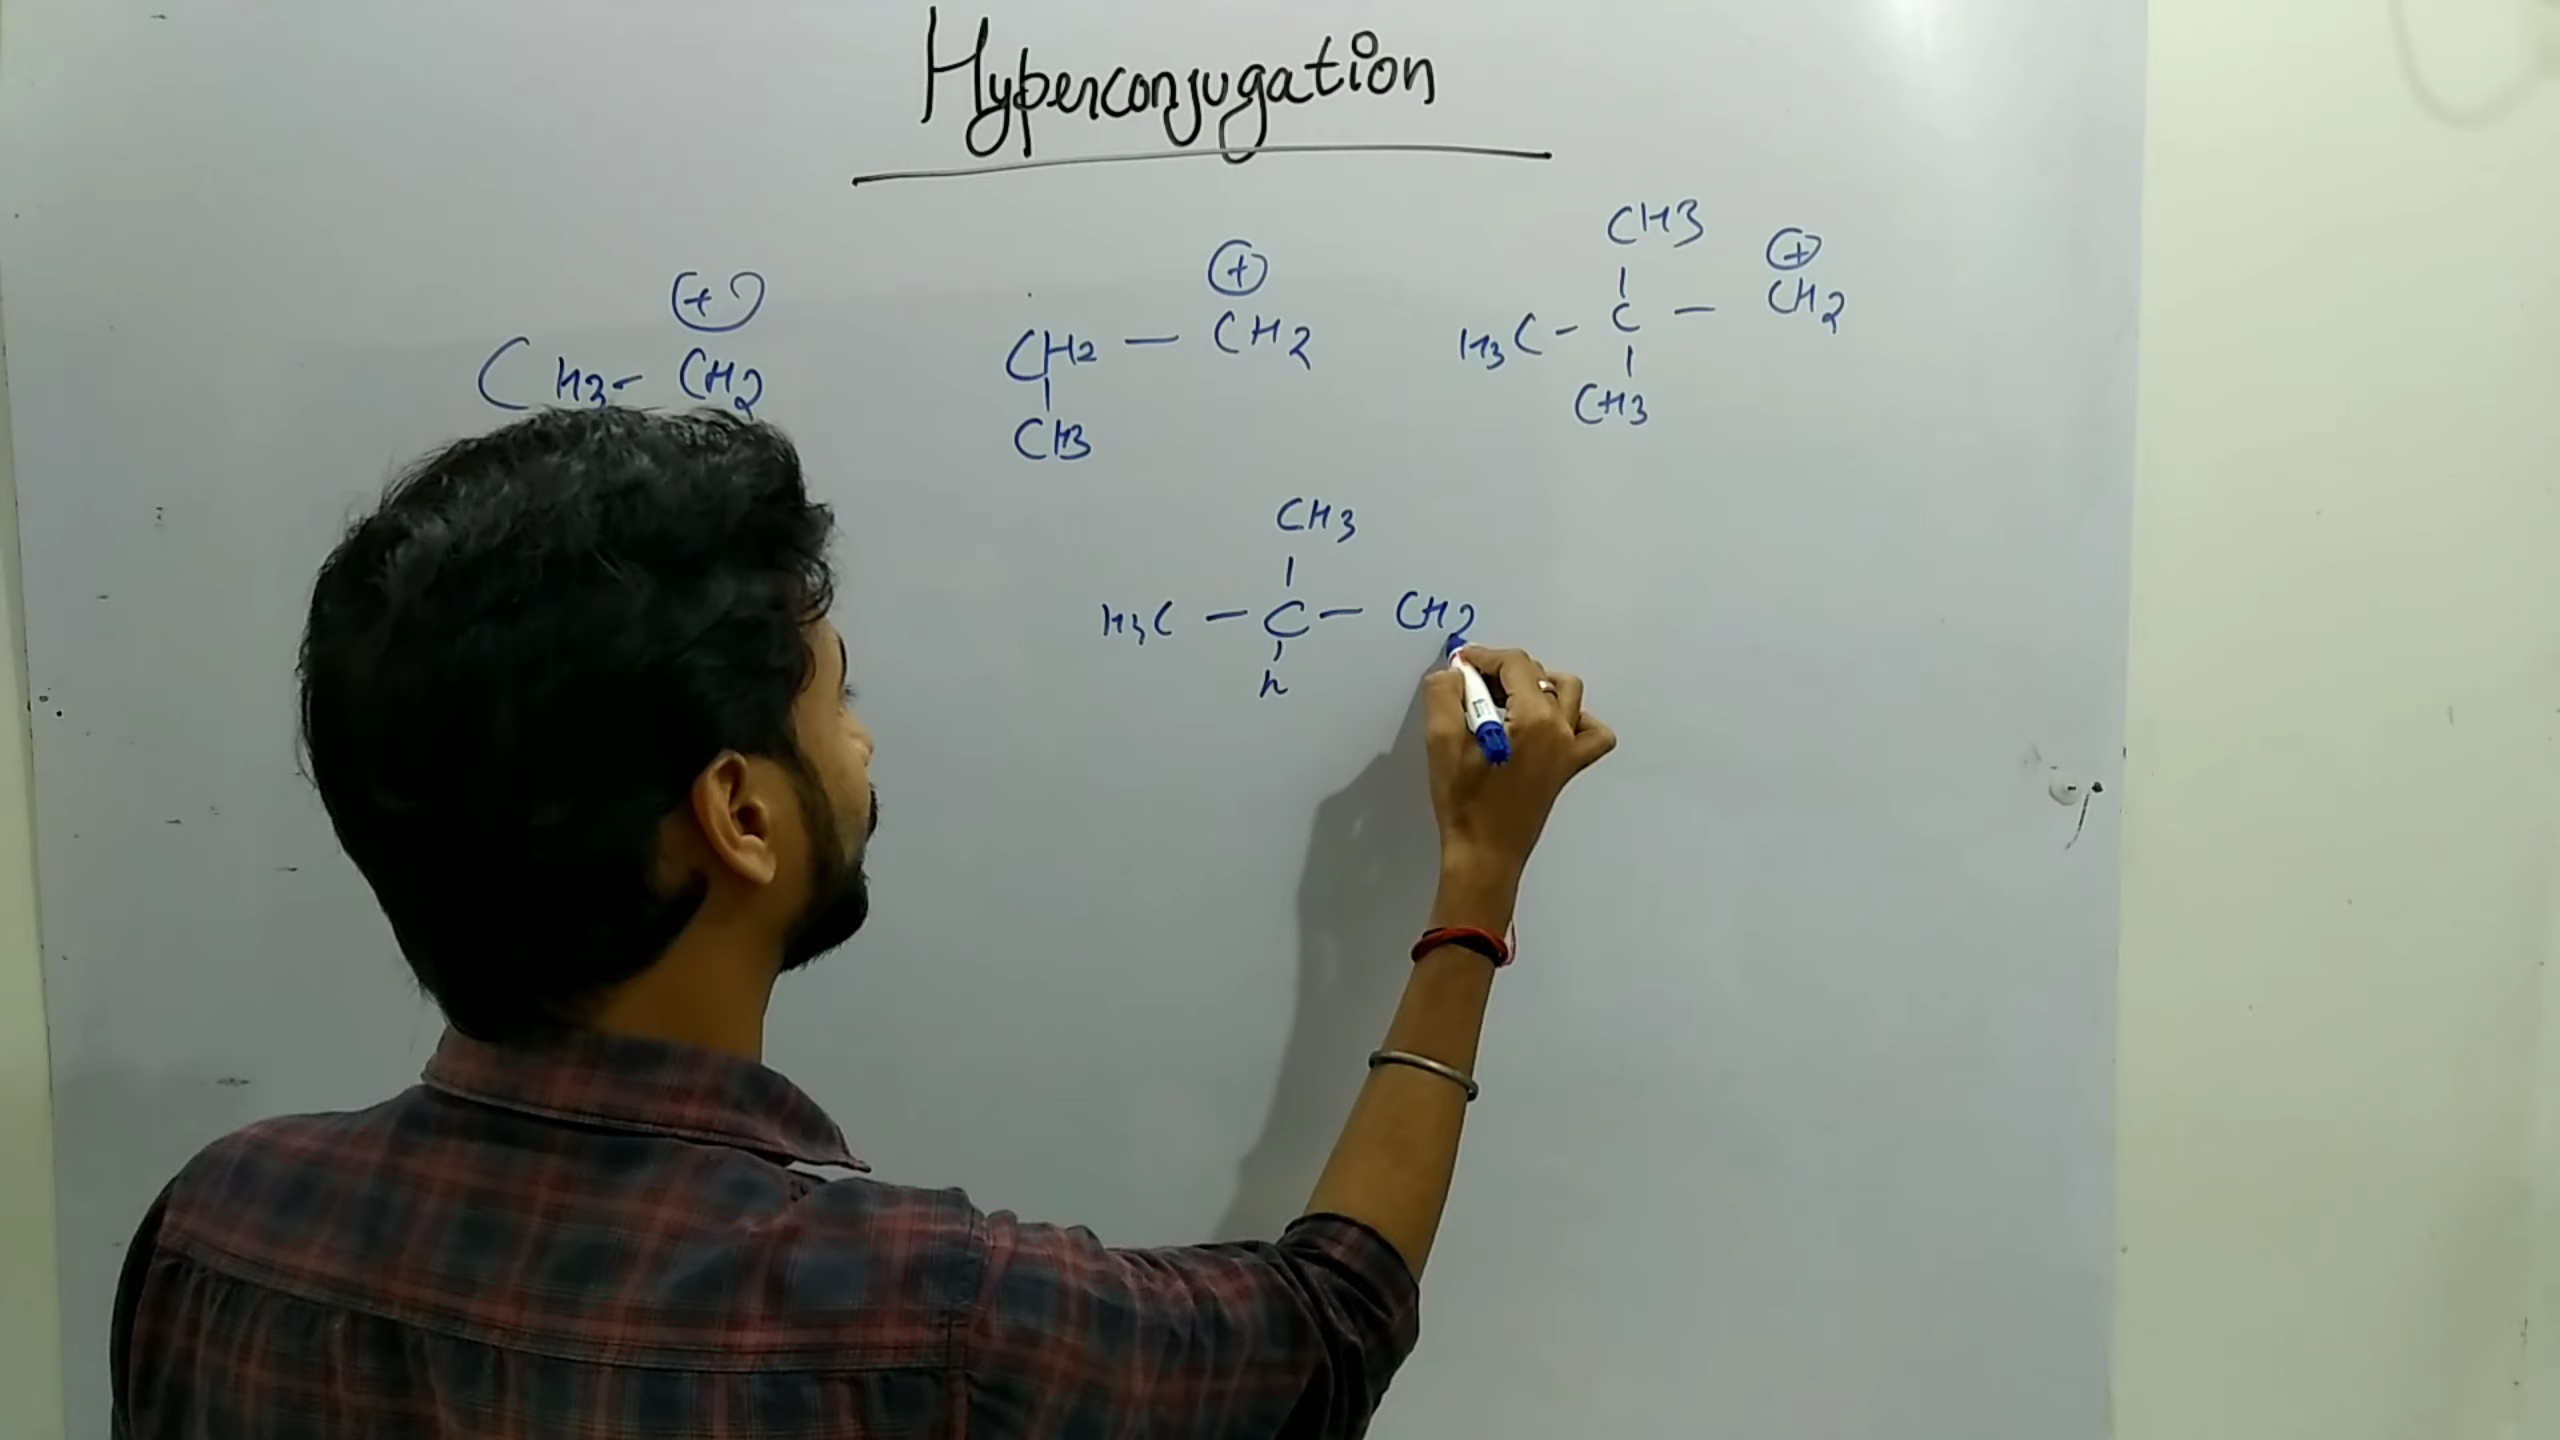 Hyperconjugation
(+) 
CH3- CH2
(+)
CH2 — CH2
|
CH3
CH3
|
(+)
H3C - C — CH2
|
CH3
CH3
|
H3C — C — CH2
|
h